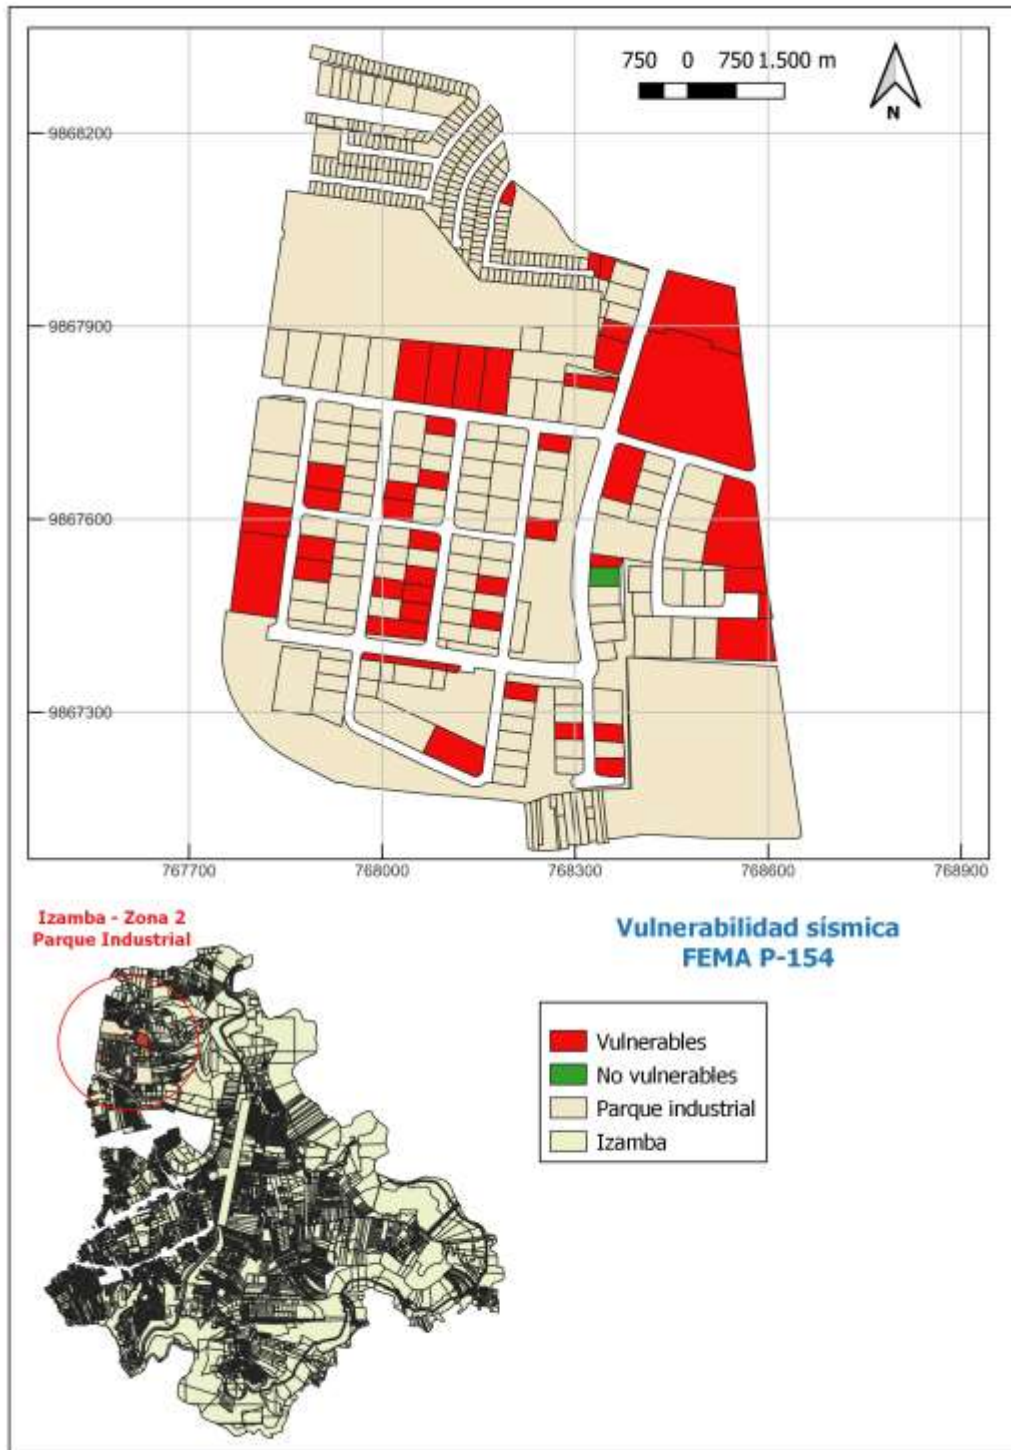 750 0 750 1.500 m
N
9868200
9867900
9867600
9867300
767700 768000 768300 768600 768900
Izamba - Zona 2
Parque Industrial
Vulnerabilidad sísmica
FEMA P-154
Vulnerables
No vulnerables
Parque industrial
Izamba